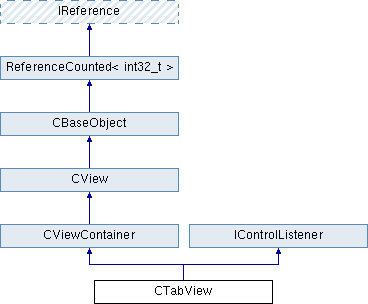 IReference
ReferenceCounted< int32_t >
CBaseObject
CView
CViewContainer
IControlListener
CTabView